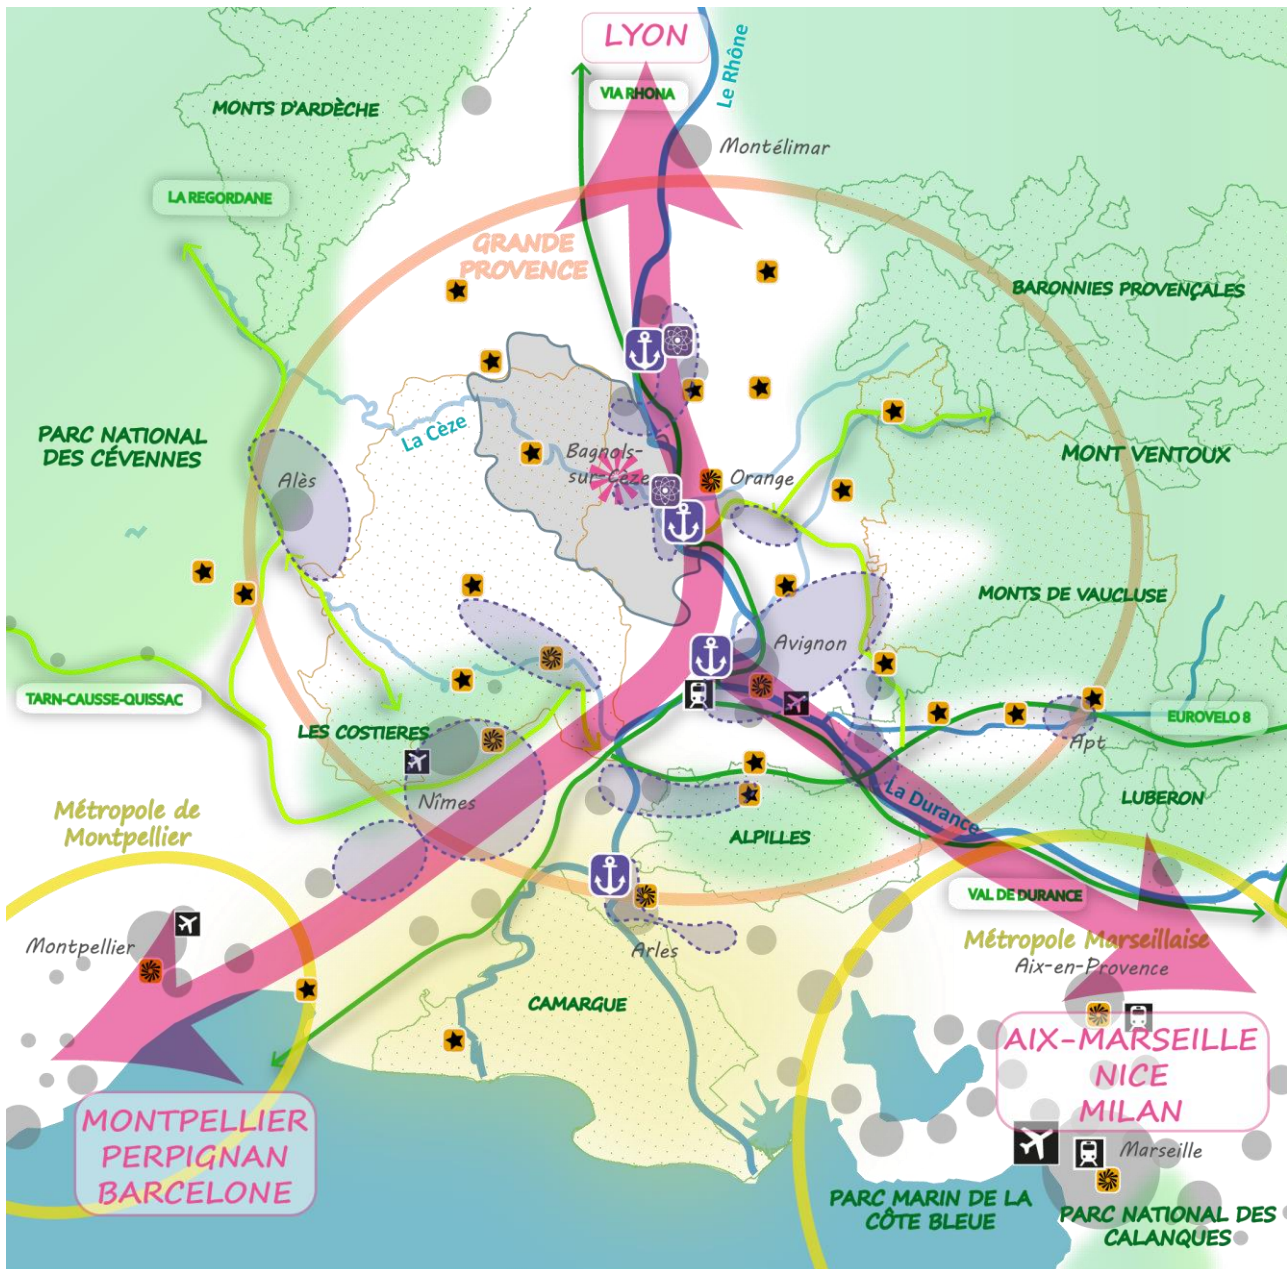 LYON
VIA RHONA
Le Rhône
MONTS D'ARDÈCHE
Montélimar
LA REGORDANE
GRANDE
PROVENCE
BARONNIES PROVENÇALES
PARC NATIONAL
DES CÉVENNES
La Cèze
Bagnols-
sur-Cèze
Orange
MONT VENTOUX
Alès
MONTS DE VAUCLUSE
Avignon
TARN-CAUSSE-QUISSAC
LES COSTIERES
EUROVELO 8
Apt
Nîmes
La Durance
LUBERON
Métropole de
Montpellier
ALPILLES
VAL DE DURANCE
Montpellier
Arles
Métropole Marseillaise
Aix-en-Provence
CAMARGUE
AIX-MARSEILLE
NICE
MILAN
MONTPELLIER
PERPIGNAN
BARCELONE
Marseille
PARC MARIN DE LA
CÔTE BLEUE
PARC NATIONAL DES
CALANQUES